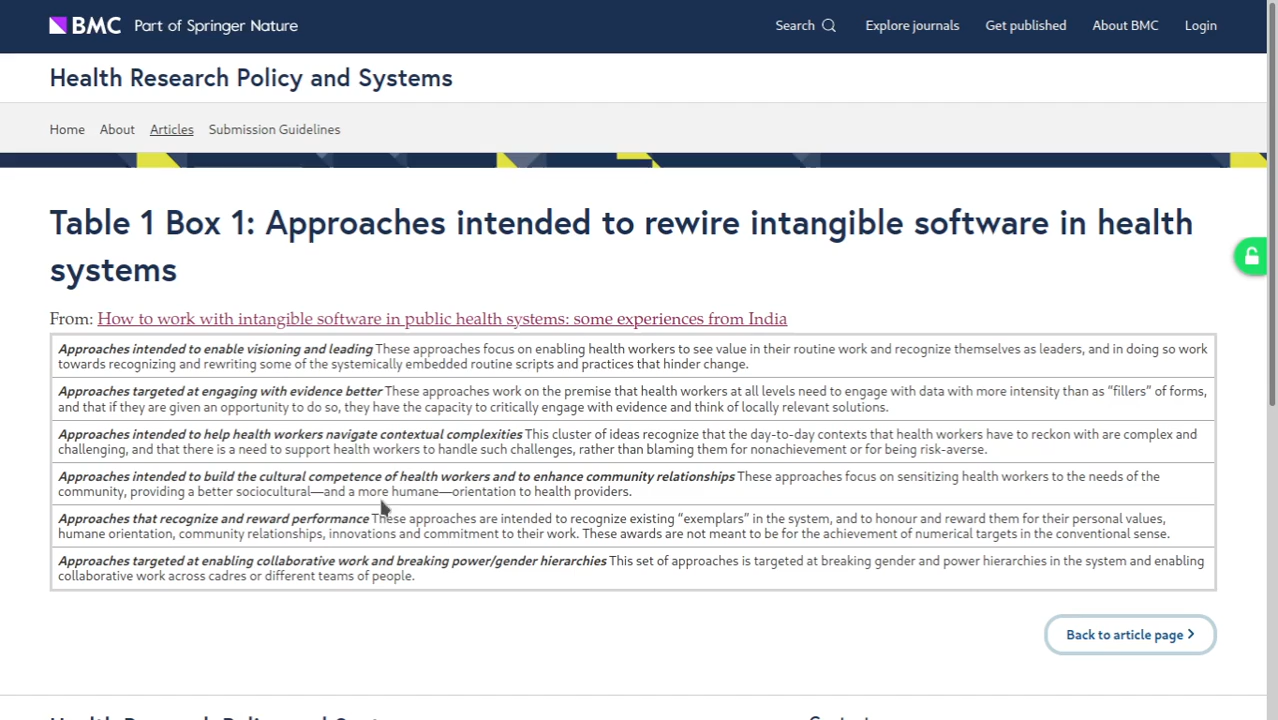 BMC Part of Springer Nature
Search Explore journals Get published About BMC Login
Health Research Policy and Systems
Home About Articles Submission Guidelines
Table 1 Box 1: Approaches intended to rewire intangible software in health
systems
From: How to work with intangible software in public health systems: some experiences from India
Approaches intended to enable visioning and leading These approaches focus on enabling health workers to see value in their routine work and recognize themselves as leaders, and in doing so work
towards recognizing and rewriting some of the systemically embedded routine scripts and practices that hinder change.
Approaches targeted at engaging with evidence better These approaches work on the premise that health workers at all levels need to engage with data with more intensity than as “fillers” of forms,
and that if they are given an opportunity to do so, they have the capacity to critically engage with evidence and think of locally relevant solutions.
Approaches intended to help health workers navigate contextual complexities This cluster of ideas recognize that the day-to-day contexts that health workers have to reckon with are complex and
challenging, and that there is a need to support health workers to handle such challenges, rather than blaming them for nonachievement or for being risk-averse.
Approaches intended to build the cultural competence of health workers and to enhance community relationships These approaches focus on sensitizing health workers to the needs of the
community, providing a better sociocultural—and a more humane—orientation to health providers.
Approaches that recognize and reward performance These approaches are intended to recognize existing “exemplars” in the system, and to honour and reward them for their personal values,
humane orientation, community relationships, innovations and commitment to their work. These awards are not meant to be for the achievement of numerical targets in the conventional sense.
Approaches targeted at enabling collaborative work and breaking power/gender hierarchies This set of approaches is targeted at breaking gender and power hierarchies in the system and enabling
collaborative work across cadres or different teams of people.
Back to article page